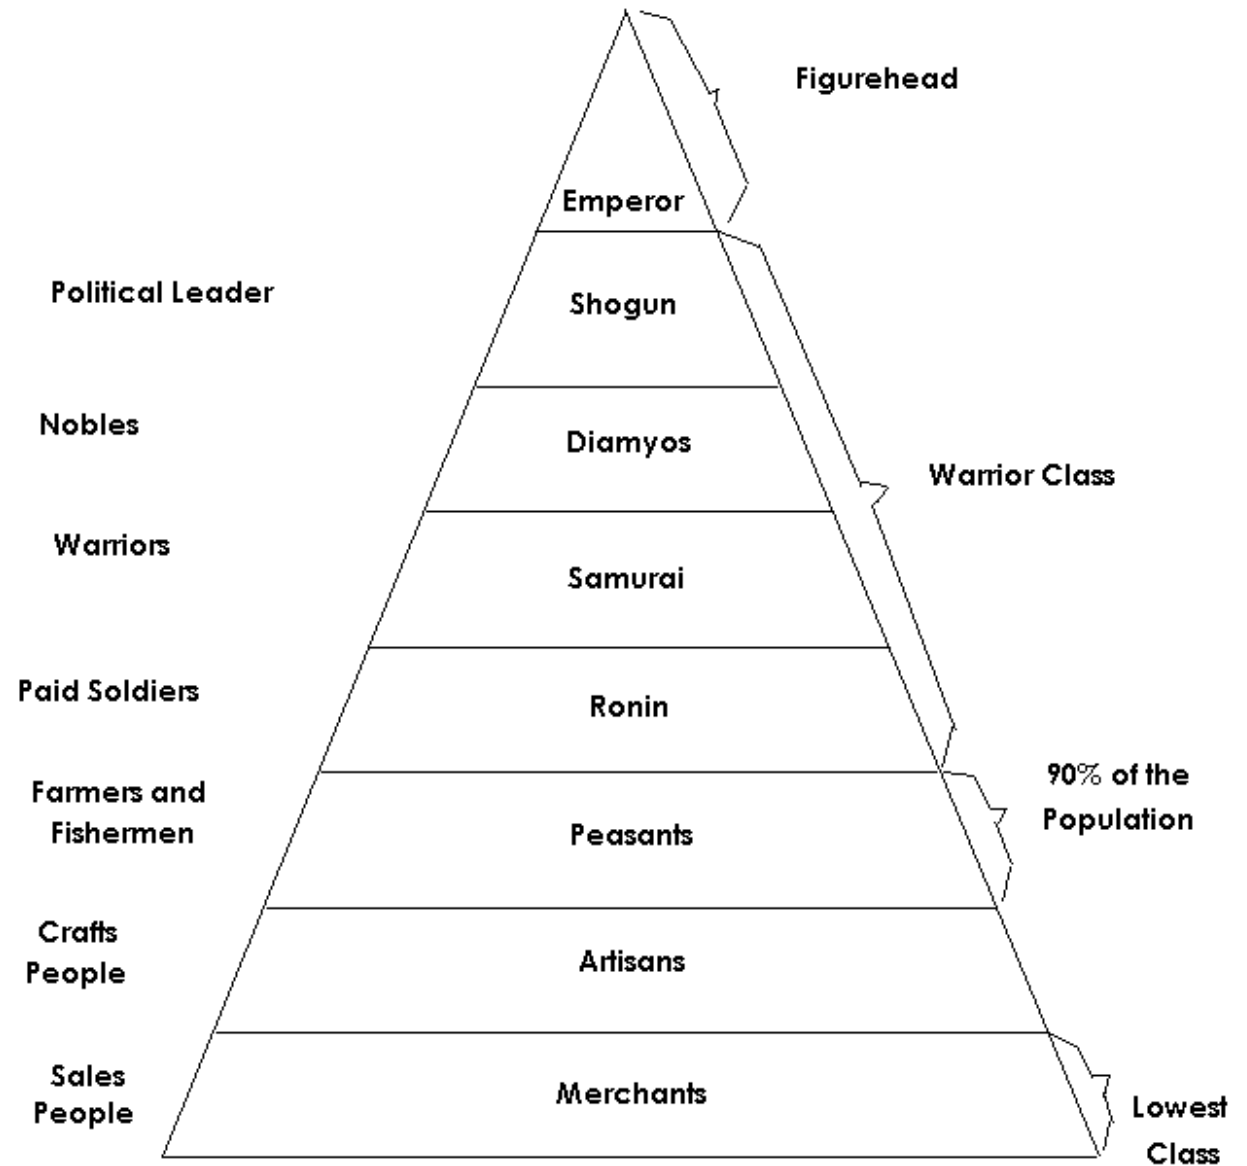 Figurehead
Emperor
Political Leader
Shogun
Nobles
Diamyos
Warrior Class
Warriors
Samurai
Paid Soldiers
Ronin
90% of the
Population
Farmers and
Fishermen
Peasants
Crafts
People
Artisans
Sales
People
Merchants
Lowest
Class